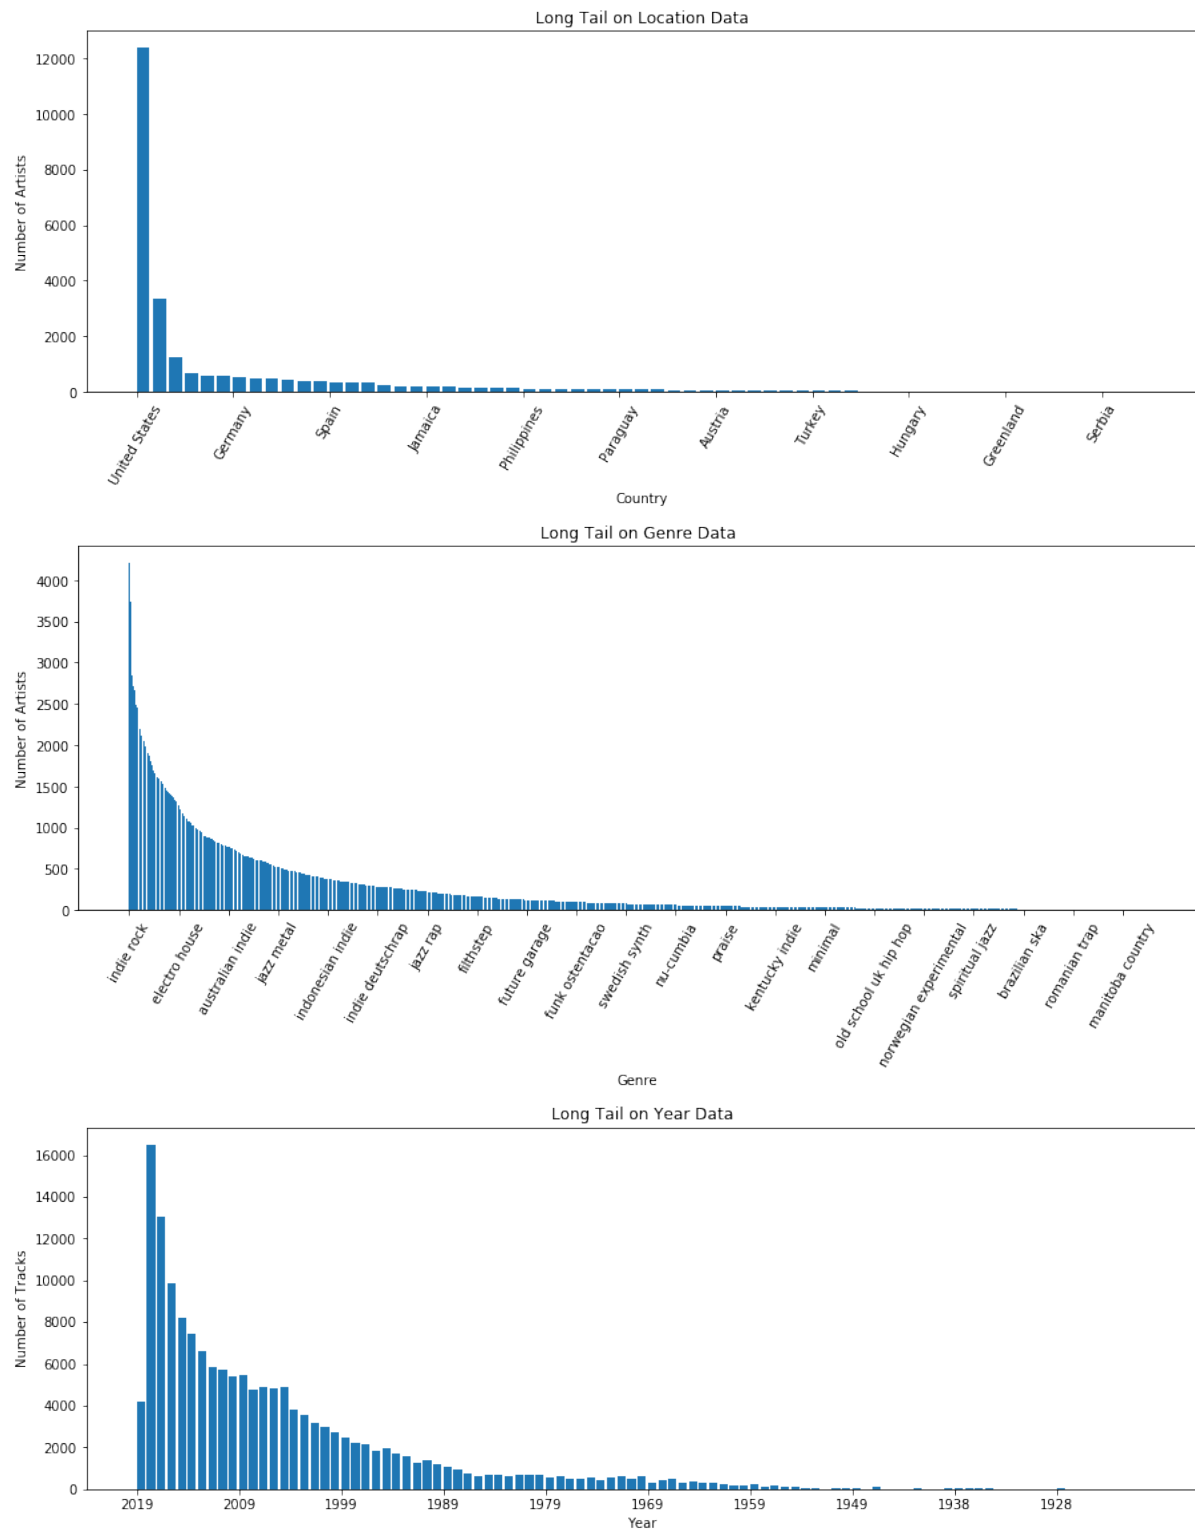 Long Tail on Location Data
12000
10000
8000
6000
4000
2000
0
Number of Artists
United States
Germany
Spain
Jamaica
Philippines
Paraguay
Austria
Turkey
Hungary
Greenland
Serbia
Country
Long Tail on Genre Data
4000
3500
3000
2500
2000
1500
1000
500
0
Number of Artists
indie rock
electro house
australian indie
jazz metal
indonesian indie
indie deutschrap
jazz rap
filthstep
future garage
funk ostentacao
swedish synth
nu-cumbia
praise
kentucky indie
minimal
old school uk hip hop
norwegian experimental
spiritual jazz
brazilian ska
romanian trap
manitoba country
Genre
Long Tail on Year Data
16000
14000
12000
10000
8000
6000
4000
2000
0
Number of Tracks
2019 2009 1999 1989 1979 1969 1959 1949 1938 1928
Year